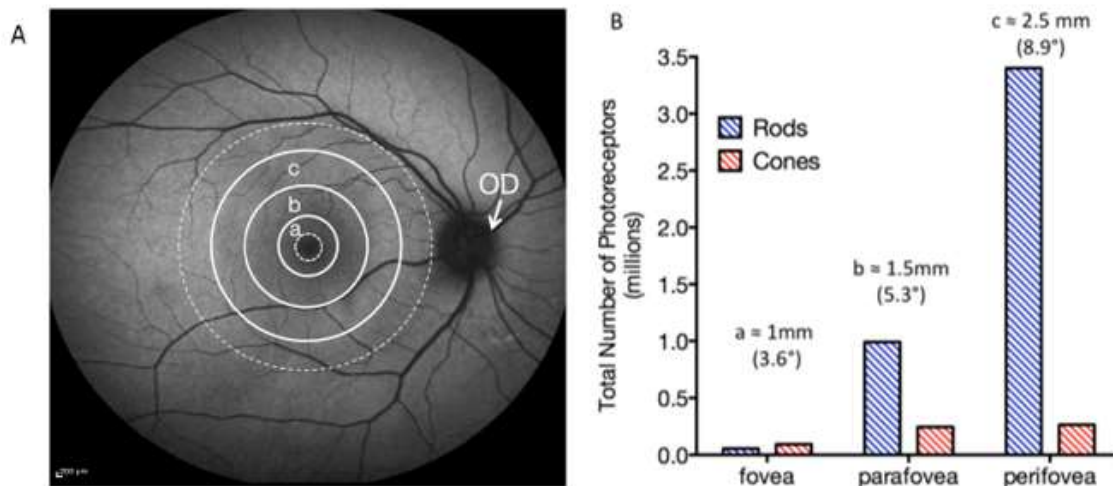 A
c
b
a
OD
200 µm
B
c ≈ 2.5 mm
(8.9°)
3.5
3.0
2.5
2.0
1.5
1.0
0.5
0.0
Total Number of Photoreceptors
(millions)
Rods
Cones
b ≈ 1.5mm
(5.3°)
a ≈ 1mm
(3.6°)
fovea
parafovea
perifovea